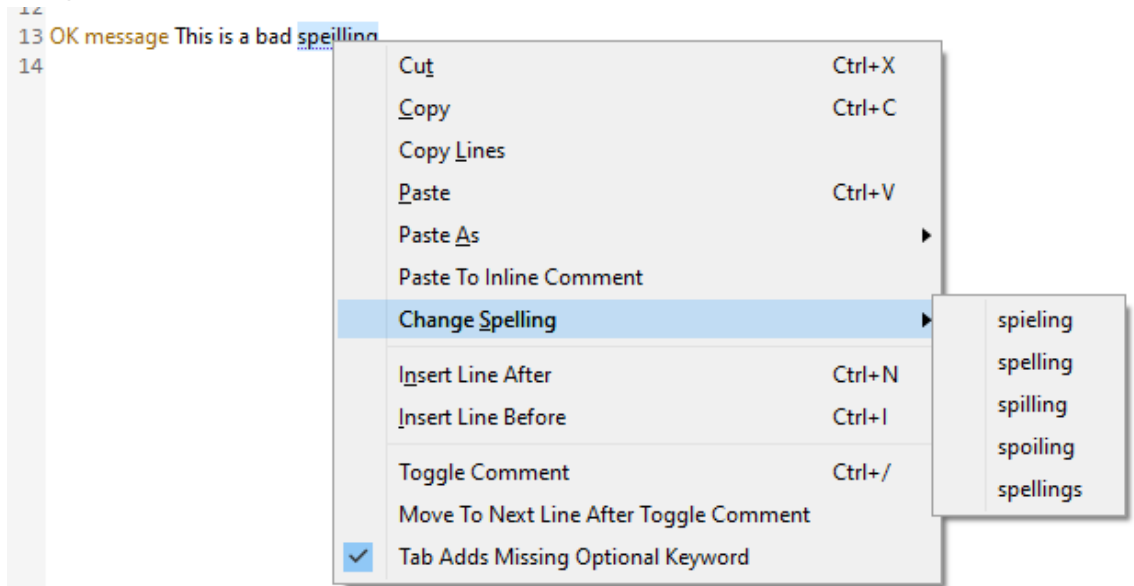 12
13 OK message This is a bad speilling
14
Cut Ctrl+X
Copy Ctrl+C
Copy Lines
Paste Ctrl+V
Paste As
Paste To Inline Comment
Change Spelling
spieling
spelling
spilling
spoiling
spellings
Insert Line After Ctrl+N
Insert Line Before Ctrl+I
Toggle Comment Ctrl+/
Move To Next Line After Toggle Comment
Tab Adds Missing Optional Keyword